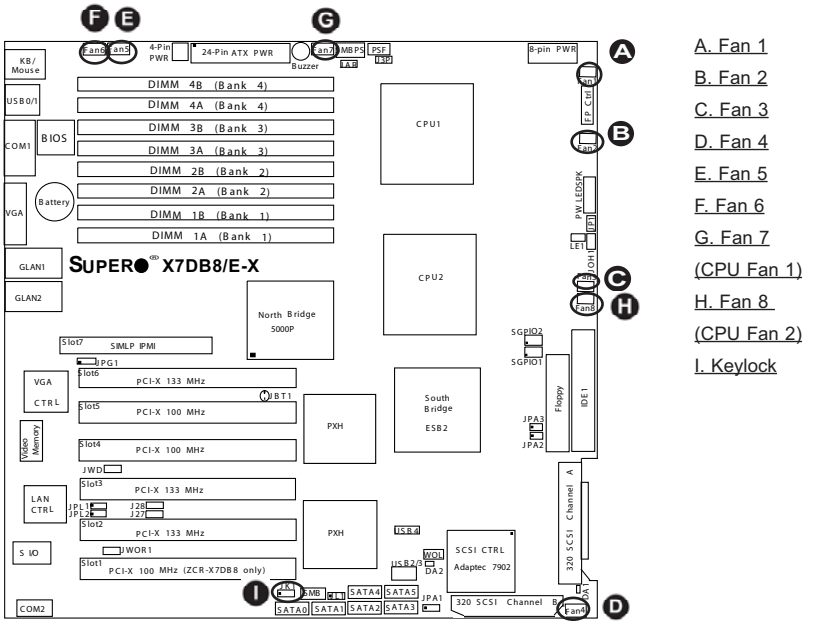 F
E
G
Fan6
Fan5
4-Pin
PWR
24-Pin ATX PWR
Buzzer
Fan7
MBPS
PSF
JAR
J3P
8-pin PWR
A
Fan1
KB/
Mouse
USB0/1
COM1
BIOS
DIMM 4B (Bank 4)
DIMM 4A (Bank 4)
DIMM 3B (Bank 3)
DIMM 3A (Bank 3)
DIMM 2B (Bank 2)
DIMM 2A (Bank 2)
DIMM 1B (Bank 1)
DIMM 1A (Bank 1)
CPU1
FP Ctrl
B
Fan2
Battery
VGA
PW LEDSPK
JP1
LE1
JOH1
GLAN1
GLAN2
SUPER® X7DB8/E-X
CPU2
Fan3
C
Fan8
H
North Bridge
5000P
Slot7
SIMLP IPMI
JPG1
SGPIO2
SGPIO1
VGA
CTRL
Slot6
PCI-X 133 MHz
JBT1
Slot5
PCI-X 100 MHz
PXH
South
Bridge
ESB2
Floppy
IDE1
JPA3
JPA2
Video
Memory
Slot4
PCI-X 100 MHz
JWD
Slot3
PCI-X 133 MHz
LAN
CTRL
JPL1
JPL2
J28
J27
Slot2
PCI-X 133 MHz
PXH
USB4
320 SCSI Channel A
S I/O
JWOR1
Slot1
PCI-X 100 MHz (ZCR-X7DB8 only)
USB2/3
WOL
DA2
SCSI CTRL
Adaptec 7902
I
JK1
SMB
SATA4
SATA5
JPA1
DA1
COM2
SATA0
SATA1
SATA2
SATA3
320 SCSI Channel B
Fan4
D
A. Fan 1
B. Fan 2
C. Fan 3
D. Fan 4
E. Fan 5
F. Fan 6
G. Fan 7
(CPU Fan 1)
H. Fan 8
(CPU Fan 2)
I. Keylock